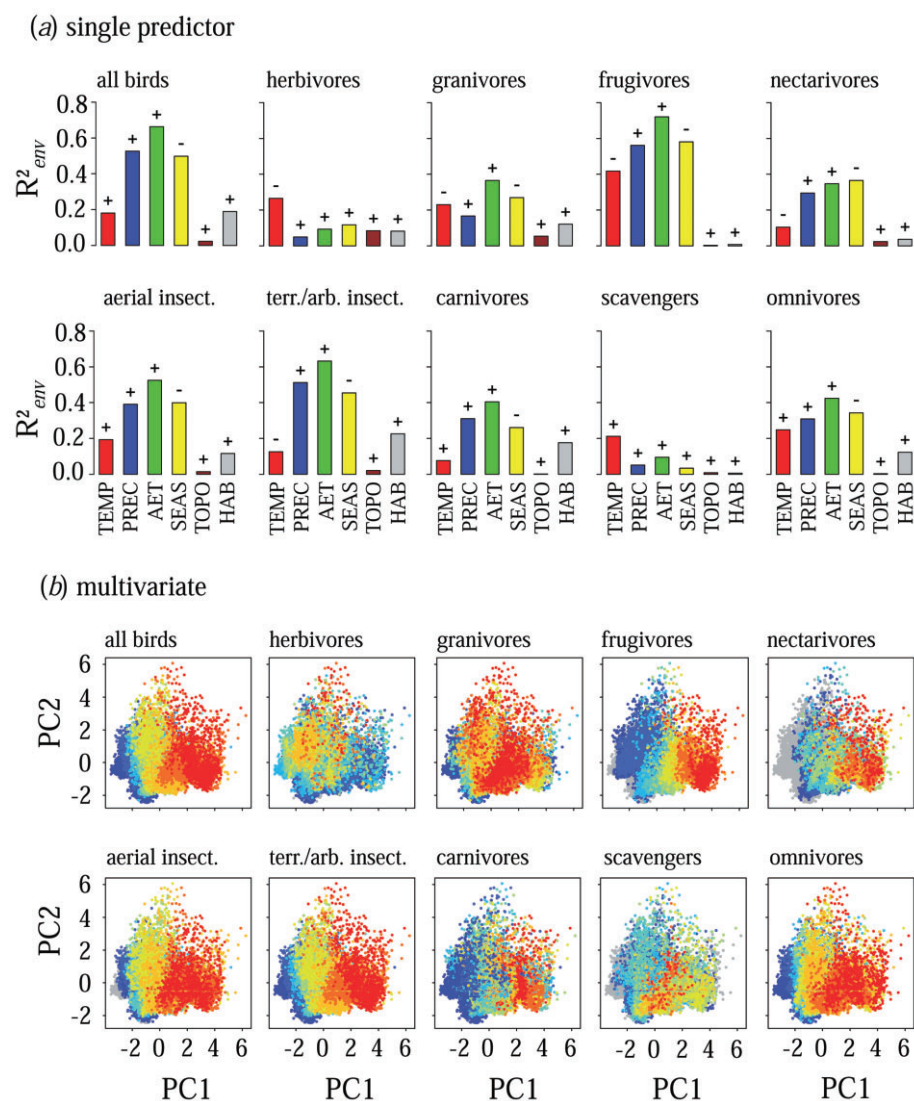 (a) single predictor
all birds herbivores granivores frugivores nectarivores
0.8
0.6
0.4
0.2
0.0
R²env
+ + + - + +
- + + + + +
- + + - + +
- + + - + +
- + + + + +
aerial insect. terr./arb. insect. carnivores scavengers omnivores
0.8
0.6
0.4
0.2
0.0
R²env
+ + + - + +
- + + - + +
+ + + - + +
+ + + + + +
+ + + - + +
TEMP PREC AET SEAS TOPO HAB TEMP PREC AET SEAS TOPO HAB TEMP PREC AET SEAS TOPO HAB TEMP PREC AET SEAS TOPO HAB TEMP PREC AET SEAS TOPO HAB
(b) multivariate
all birds herbivores granivores frugivores nectarivores
6
4
2
0
-2
PC2
aerial insect. terr./arb. insect. carnivores scavengers omnivores
6
4
2
0
-2
PC2
-2 0 2 4 6 -2 0 2 4 6 -2 0 2 4 6 -2 0 2 4 6 -2 0 2 4 6
PC1 PC1 PC1 PC1 PC1